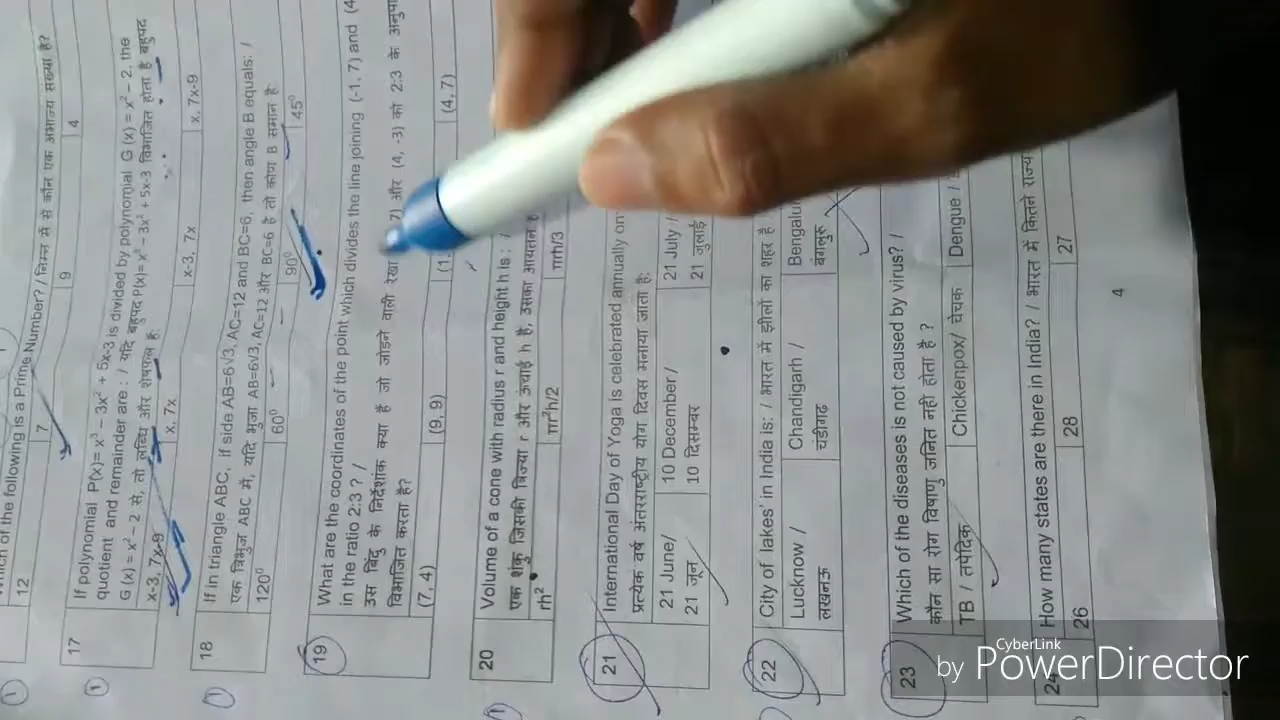 of the following is a Prime Number? / निम्न में से कौन एक अभाज्य संख्या है?
12 7 9 4
17 If polynomial P(x)= x³ – 3x² + 5x-3 is divided by polynomial G (x) = x² – 2, the
quotient and remainder are : / यदि बहुपद P(x)= x³ – 3x² + 5x-3 विभाजित होता है बहुपद
G (x) = x² – 2 से, तो लब्धि और शेषफल है:
x-3, 7x-9 x, 7x x-3, 7x x, 7x-9
18 If in triangle ABC, if side AB=6√3, AC=12 and BC=6, then angle B equals: /
एक त्रिभुज ABC में, यदि भुजा AB=6√3, AC=12 और BC=6 है तो कोण B समान है:
120⁰ 60⁰ 90⁰ 45⁰
19 What are the coordinates of the point which divides the line joining (-1, 7) and (4
in the ratio 2:3 ? /
उस बिंदु के निर्देशांक क्या हैं जो जोड़ने वाली रेखा 7) और (4, -3) को 2:3 के
विभाजित करता है?
(7, 4) (9, 9) (1, (4, 7)
20 Volume of a cone with radius r and height h is : /
एक शंकु जिसकी त्रिज्या r और ऊंचाई h है, उसका आयतन
rh² πr²h/2 πrh/3
21 International Day of Yoga is celebrated annually on
प्रत्येक वर्ष अंतरराष्ट्रीय योग दिवस मनाया जाता है:
21 June/ 10 December / 21 July /
21 जून 10 दिसम्बर 21 जुलाई
22 City of lakes' in India is: / भारत में झीलों का शहर है
Lucknow / Chandigarh /
लखनऊ चंडीगढ़ बंगलुरू
23 Which of the diseases is not caused by virus? /
कौन सा रोग विषाणु जनित नही होता है ?
TB / तपेदिक Chickenpox/ चेचक Dengue /
24 How many states are there in India? / भारत में कितने राज्य
26 28 27
4
CyberLink
by PowerDirector